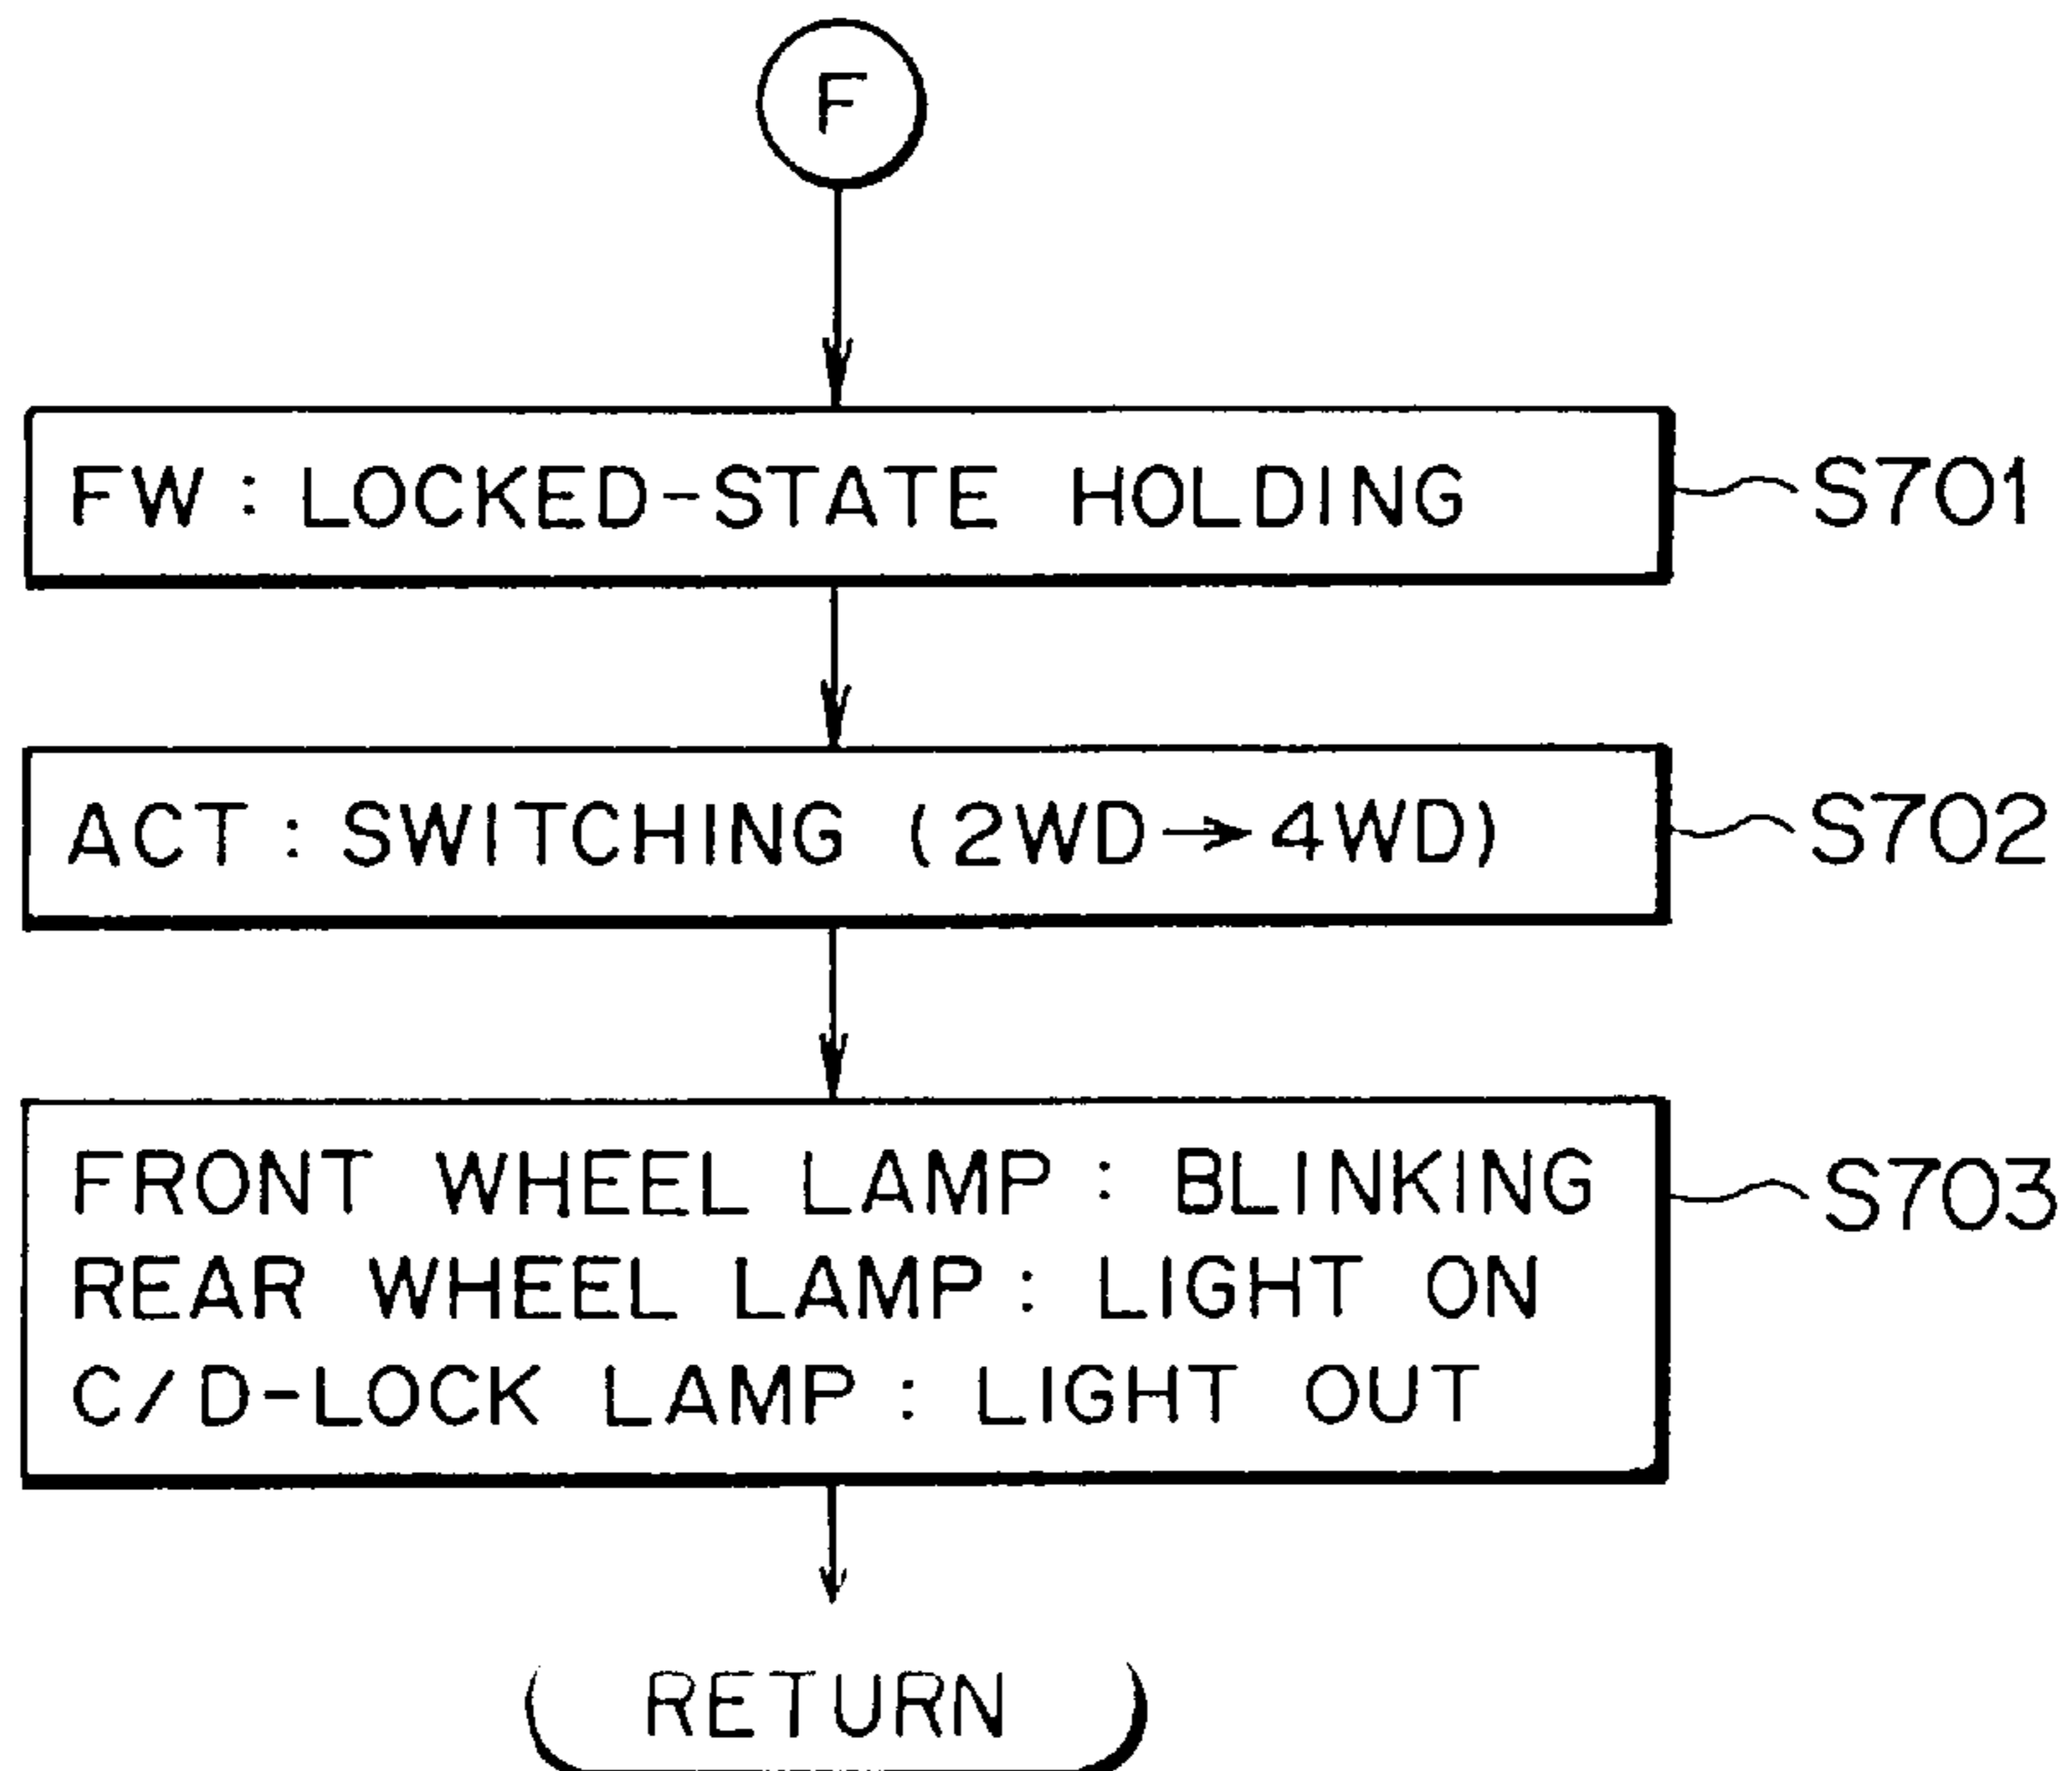 F
FW : LOCKED-STATE HOLDING
S701
ACT : SWITCHING (2WD→4WD)
S702
FRONT WHEEL LAMP : BLINKING
S703
REAR WHEEL LAMP : LIGHT ON
C/D-LOCK LAMP : LIGHT OUT
RETURN